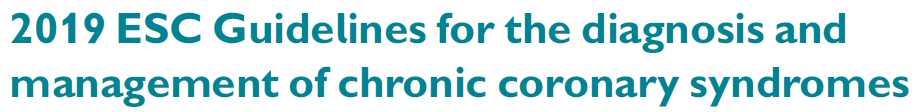 2019 ESC Guidelines for the diagnosis and
management of chronic coronary syndromes